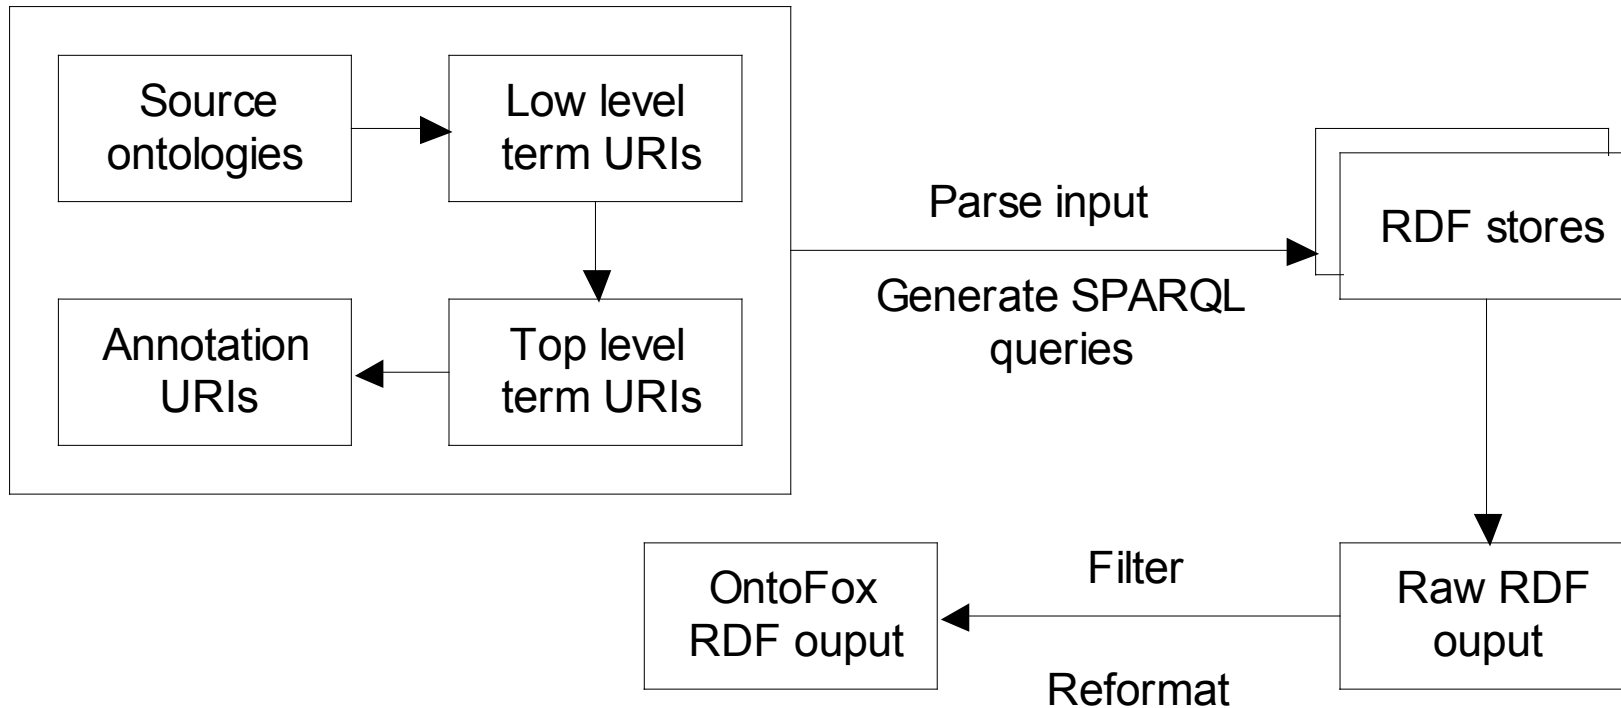 Source
ontologies
Low level
term URIs
Annotation
URIs
Top level
term URIs
Parse input
Generate SPARQL
queries
RDF stores
OntoFox
RDF ouput
Filter
Reformat
Raw RDF
ouput